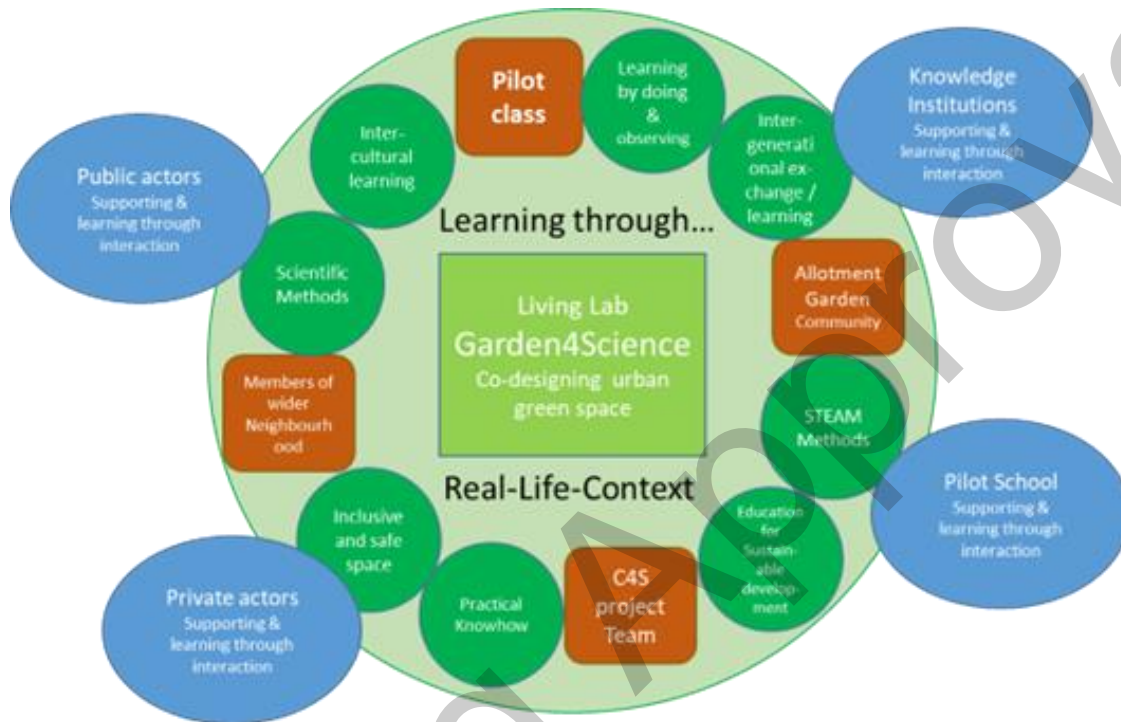 Pilot
class
Learning
by doing
&
observing
Inter-
generati
onal ex-
change /
learning
Knowledge
Institutions
Supporting &
learning through
interaction
Inter-
cultural
learning
Public actors
Supporting &
learning through
interaction
Scientific
Methods
Learning through...
Allotment
Garden
Community
Living Lab
Garden4Science
Co-designing urban
green space
Members of
wider
Neighbourh
ood
STEAM
Methods
Real-Life-Context
Pilot School
Supporting &
learning through
interaction
Inclusive
and safe
space
Education
for
Sustain-
able
develop-
ment
Private actors
Supporting &
learning through
interaction
Practical
Knowhow
C4S
project
Team